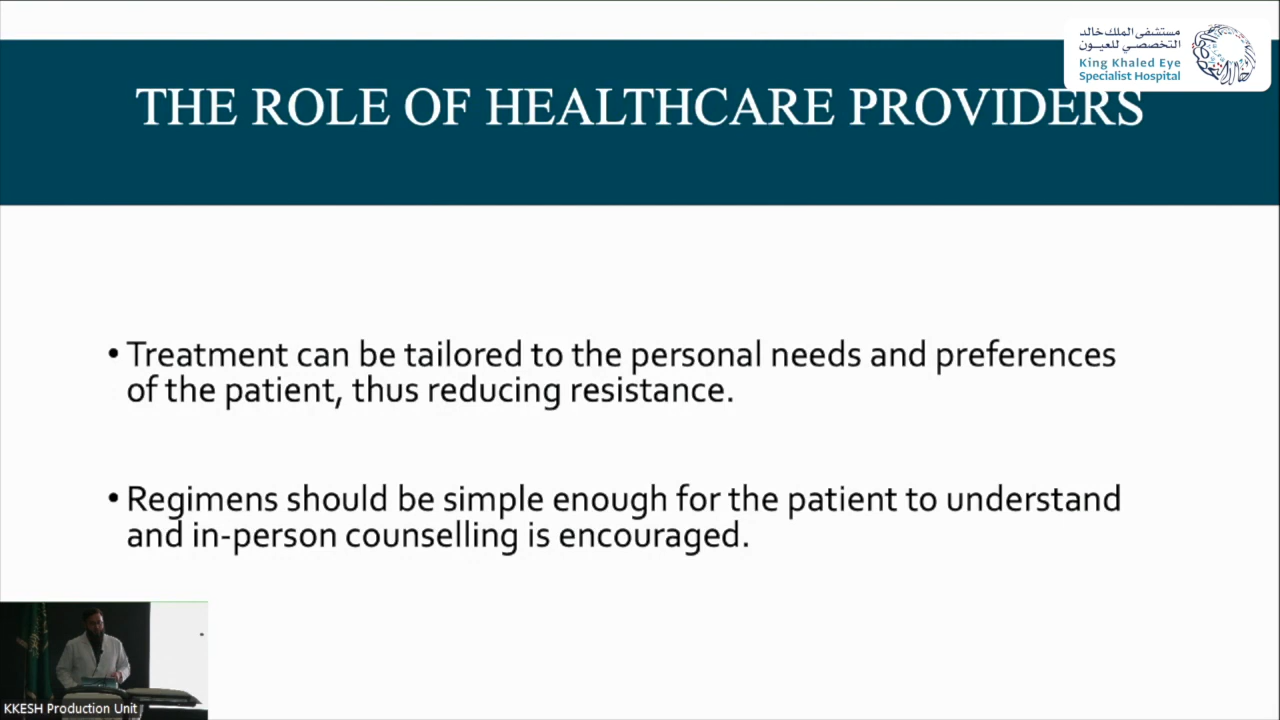 مستشفى الملك خالد
التخصصي للعيون
King Khaled Eye
Specialist Hospital
THE ROLE OF HEALTHCARE PROVIDERS
• Treatment can be tailored to the personal needs and preferences
of the patient, thus reducing resistance.
• Regimens should be simple enough for the patient to understand
and in-person counselling is encouraged.
KKESH Production Unit